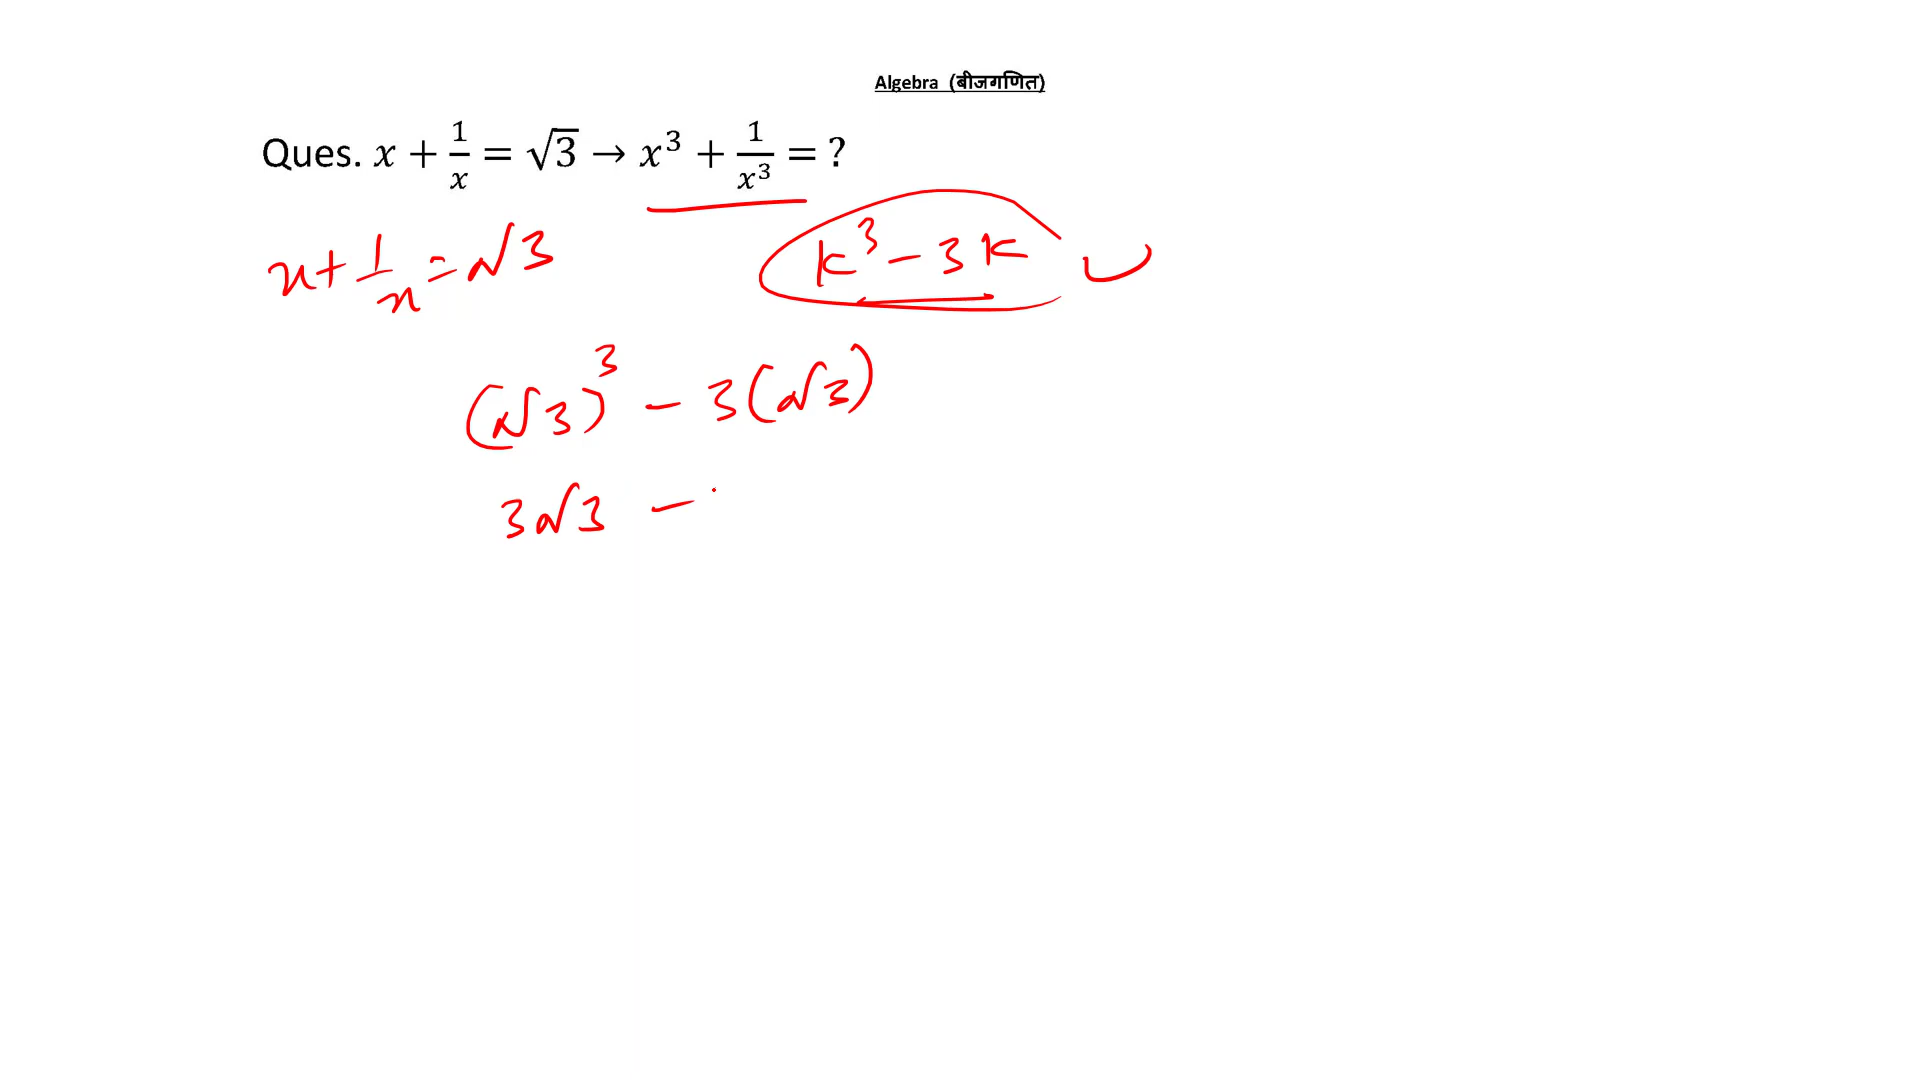 Algebra (बीजगणित)
Ques. x + 1/x = √3 → x³ + 1/x³ = ?
x + 1/x = √3
k³ - 3k
(√3)³ - 3(√3)
3√3 -